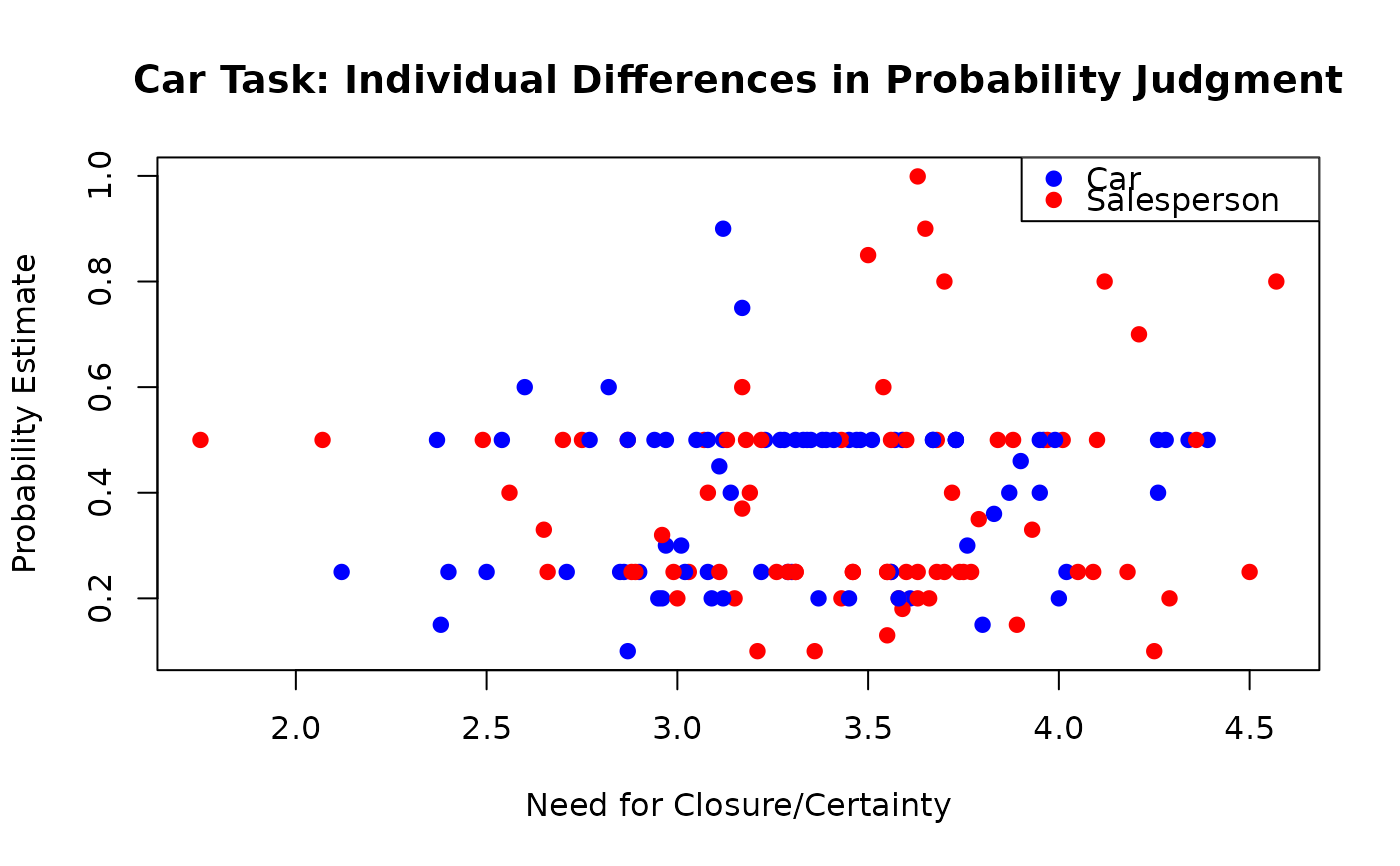 Car Task: Individual Differences in Probability Judgment
Car
Salesperson
Probability Estimate
1.0
0.8
0.6
0.4
0.2
2.0 2.5 3.0 3.5 4.0 4.5
Need for Closure/Certainty